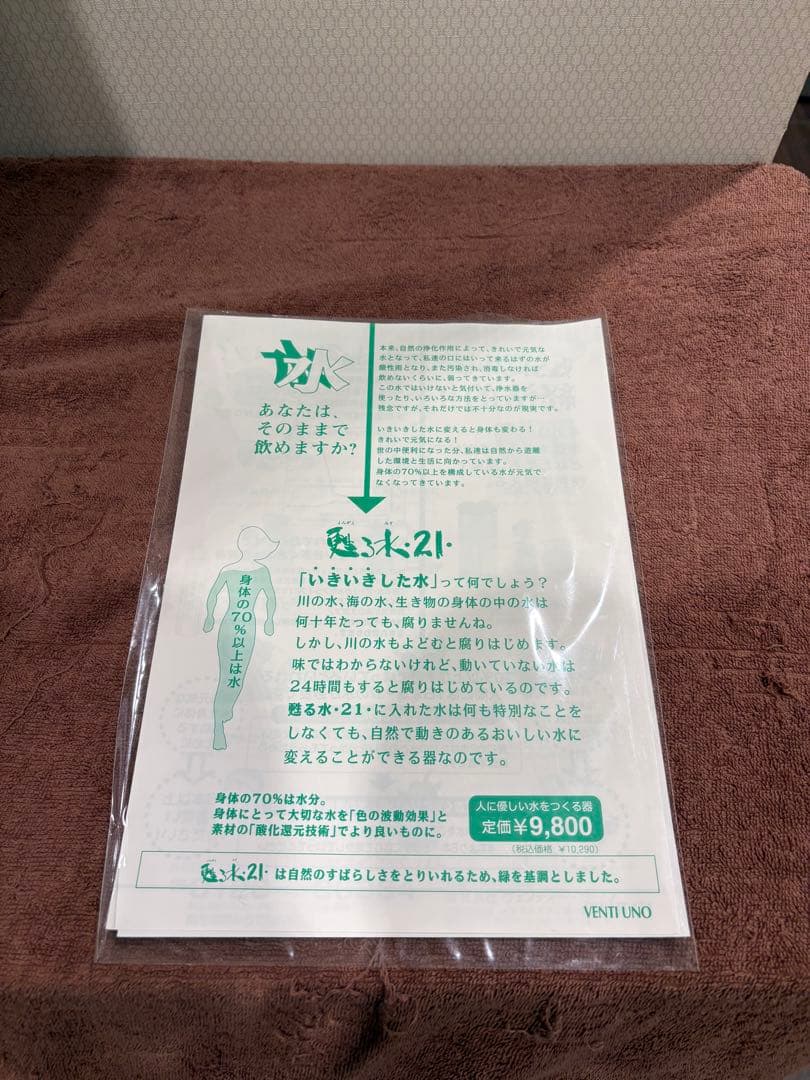 水
あなたは、
そのままで
飲めますか?
本来、自然の浄化作用によって、きれいで元気な
水となって、私達の口にはいって来るはずの水が
酸性雨となり、また汚染され、消毒しなければ
飲めないくらいに、弱ってきています。
この水ではいけないと気付いて、浄水器を
使ったり、いろいろな方法をとっていますが…
残念ですが、それだけでは不十分なのが現実です。
いきいきした水に変えると身体も変わる!
きれいで元気になる!
世の中便利になった分、私達は自然から遊離
した環境と生活に向かっています。
身体の70%以上を構成している水が元気で
なくなってきています。
よみがえ みず
甦る水・21・
「いきいきした水」って何でしょう?
川の水、海の水、生き物の身体の中の水は
何十年たっても、腐りませんね。
しかし、川の水もよどむと腐りはじめます。
味ではわからないけれど、動いていない水は
24時間もすると腐りはじめているのです。
甦る水・21・に入れた水は何も特別なことを
しなくても、自然で動きのあるおいしい水に
変えることができる器なのです。
身体の70%以上は水
身体の70%は水分。
身体にとって大切な水を「色の波動効果」と
素材の「酸化還元技術」でより良いものに。
人に優しい水をつくる器
定価¥9,800
(税込価格 ¥10,290)
甦る水・21・は自然のすばらしさをとりいれるため、緑を基調としました。
VENTI UNO